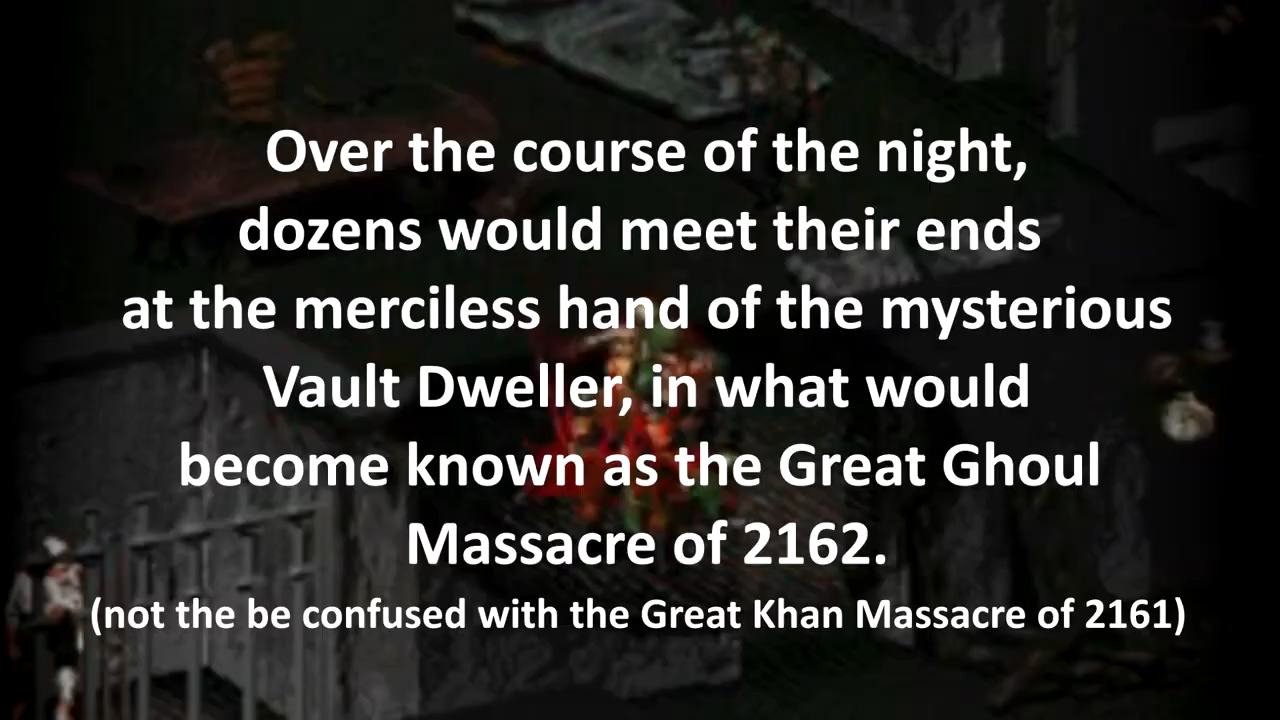 Over the course of the night,
dozens would meet their ends
at the merciless hand of the mysterious
Vault Dweller, in what would
become known as the Great Ghoul
Massacre of 2162.
(not the be confused with the Great Khan Massacre of 2161)